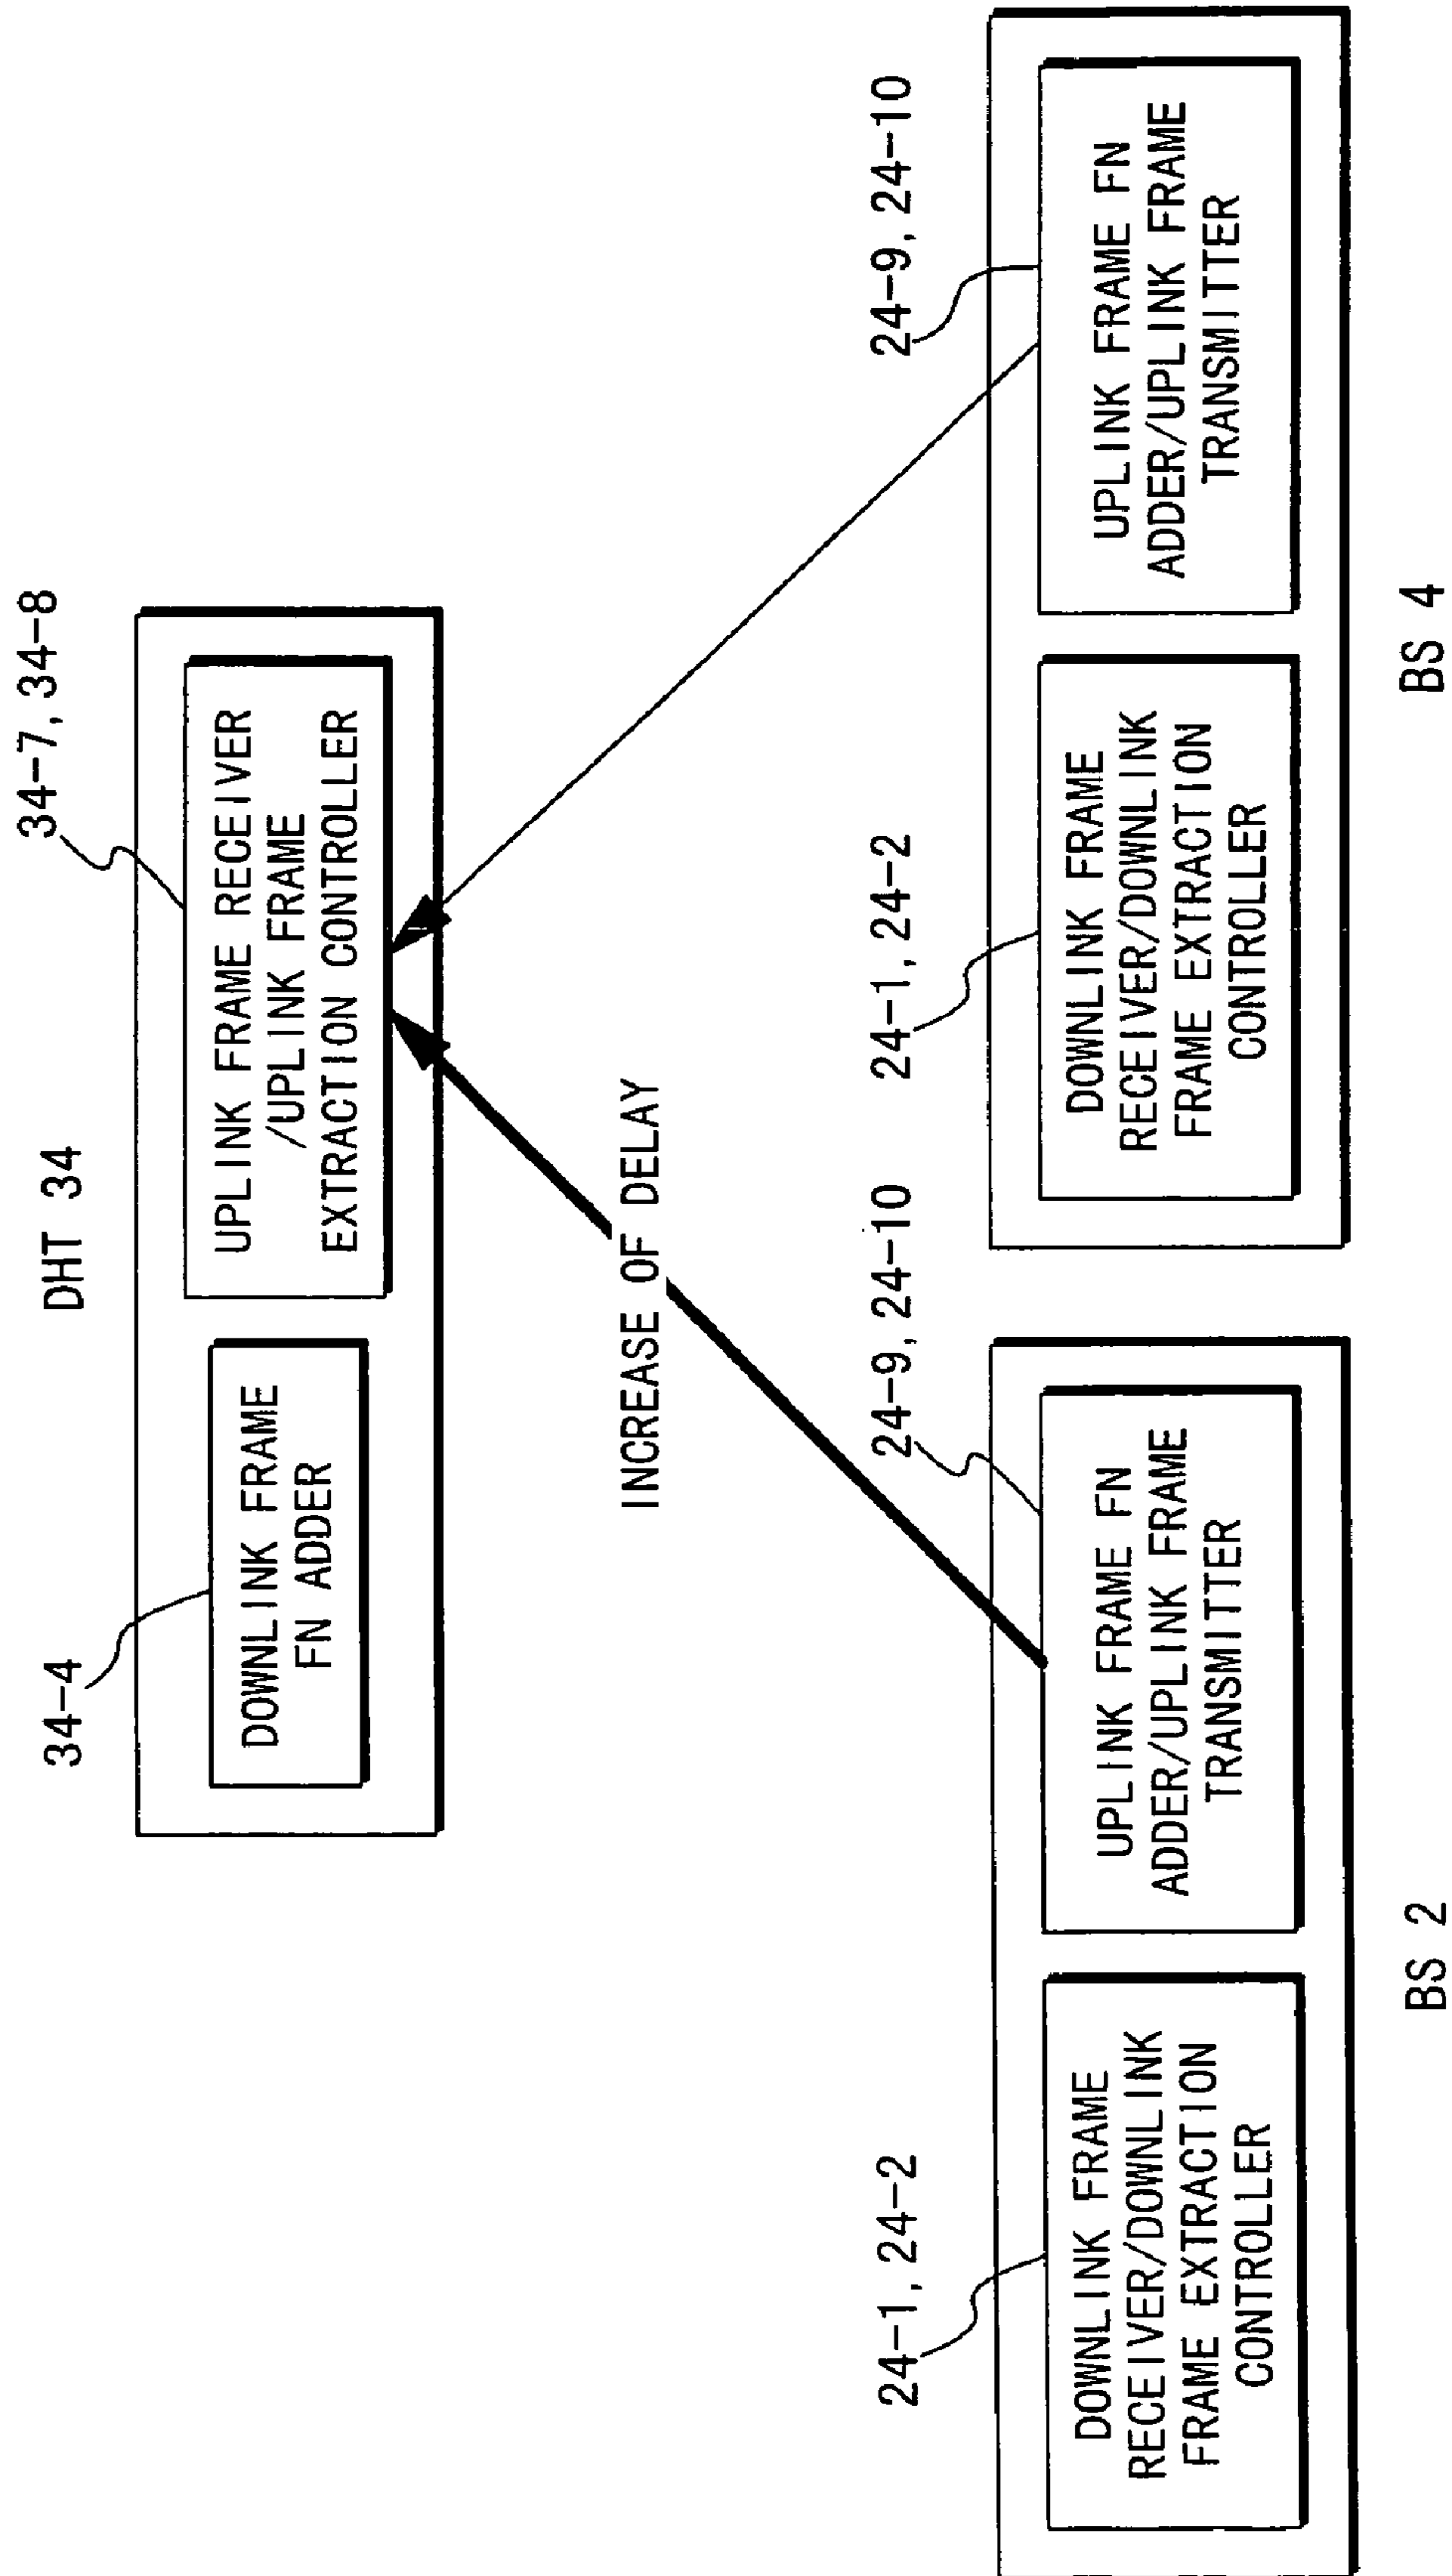 DHT 34
34-4
34-7, 34-8
DOWNLINK FRAME
FN ADDER
UPLINK FRAME RECEIVER
/UPLINK FRAME
EXTRACTION CONTROLLER
INCREASE OF DELAY
24-1, 24-2
24-9, 24-10
24-1, 24-2
24-9, 24-10
DOWNLINK FRAME
RECEIVER/DOWNLINK
FRAME EXTRACTION
CONTROLLER
UPLINK FRAME FN
ADDER/UPLINK FRAME
TRANSMITTER
DOWNLINK FRAME
RECEIVER/DOWNLINK
FRAME EXTRACTION
CONTROLLER
UPLINK FRAME FN
ADDER/UPLINK FRAME
TRANSMITTER
BS 2
BS 4